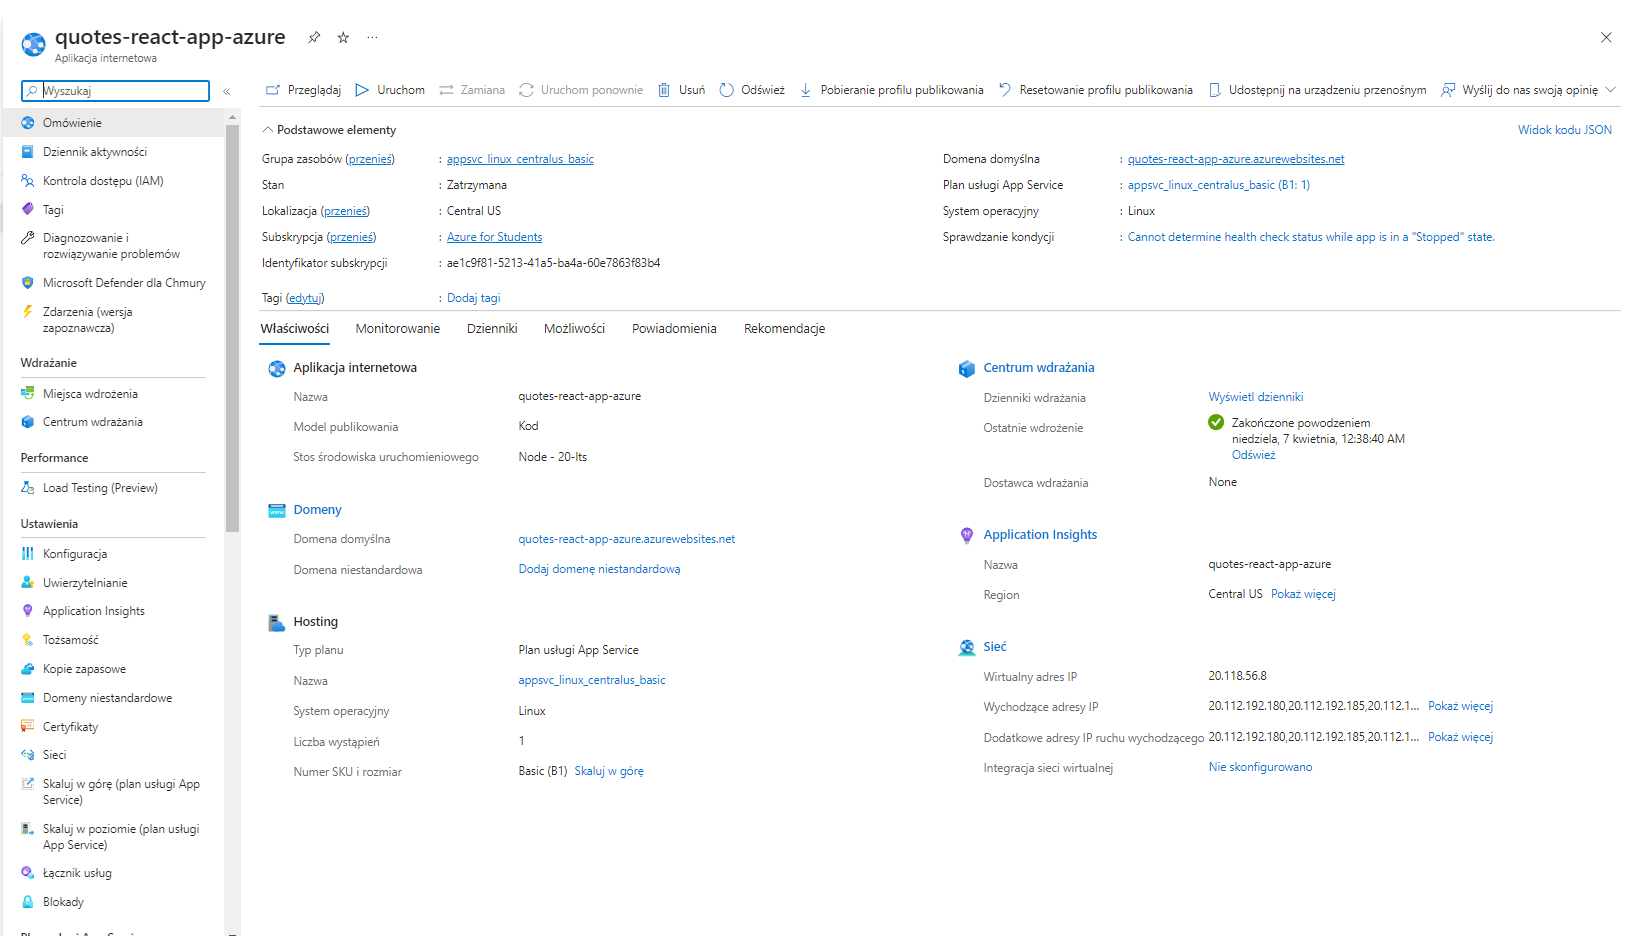 quotes-react-app-azure
Aplikacja internetowa
Wyszukaj
Przeglądaj
Uruchom
Zamiana
Uruchom ponownie
Usuń
Odśwież
Pobieranie profilu publikowania
Resetowanie profilu publikowania
Udostępnij na urządzeniu przenośnym
Wyślij do nas swoją opinię
Omówienie
Dziennik aktywności
Kontrola dostępu (IAM)
Tagi
Diagnozowanie i
rozwiązywanie problemów
Microsoft Defender dla Chmury
Zdarzenia (wersja
zapoznawcza)
Wdrażanie
Miejsca wdrożenia
Centrum wdrażania
Performance
Load Testing (Preview)
Ustawienia
Konfiguracja
Uwierzytelnianie
Application Insights
Tożsamość
Kopie zapasowe
Domeny niestandardowe
Certyfikaty
Sieci
Skaluj w górę (plan usługi App
Service)
Skaluj w poziomie (plan usługi
App Service)
Łącznik usług
Blokady
Podstawowe elementy
Widok kodu JSON
Grupa zasobów (przenieś) : appsvc_linux_centralus_basic
Stan : Zatrzymana
Lokalizacja (przenieś) : Central US
Subskrypcja (przenieś) : Azure for Students
Identyfikator subskrypcji : ae1c9f81-5213-41a5-ba4a-60e7863f83b4
Tagi (edytuj) : Dodaj tagi
Domena domyślna : quotes-react-app-azure.azurewebsites.net
Plan usługi App Service : appsvc_linux_centralus_basic (B1: 1)
System operacyjny : Linux
Sprawdzanie kondycji : Cannot determine health check status while app is in a "Stopped" state.
Właściwości
Monitorowanie
Dzienniki
Możliwości
Powiadomienia
Rekomendacje
Aplikacja internetowa
Nazwa quotes-react-app-azure
Model publikowania Kod
Stos środowiska uruchomieniowego Node - 20-lts
Domeny
Domena domyślna quotes-react-app-azure.azurewebsites.net
Domena niestandardowa Dodaj domenę niestandardową
Hosting
Typ planu Plan usługi App Service
Nazwa appsvc_linux_centralus_basic
System operacyjny Linux
Liczba wystąpień 1
Numer SKU i rozmiar Basic (B1) Skaluj w górę
Centrum wdrażania
Dzienniki wdrażania Wyświetl dzienniki
Ostatnie wdrożenie Zakończone powodzeniem
niedziela, 7 kwietnia, 12:38:40 AM
Odśwież
Dostawca wdrażania None
Application Insights
Nazwa quotes-react-app-azure
Region Central US Pokaż więcej
Sieć
Wirtualny adres IP 20.118.56.8
Wychodzące adresy IP 20.112.192.180,20.112.192.185,20.112.1... Pokaż więcej
Dodatkowe adresy IP ruchu wychodzącego 20.112.192.180,20.112.192.185,20.112.1... Pokaż więcej
Integracja sieci wirtualnej Nie skonfigurowano